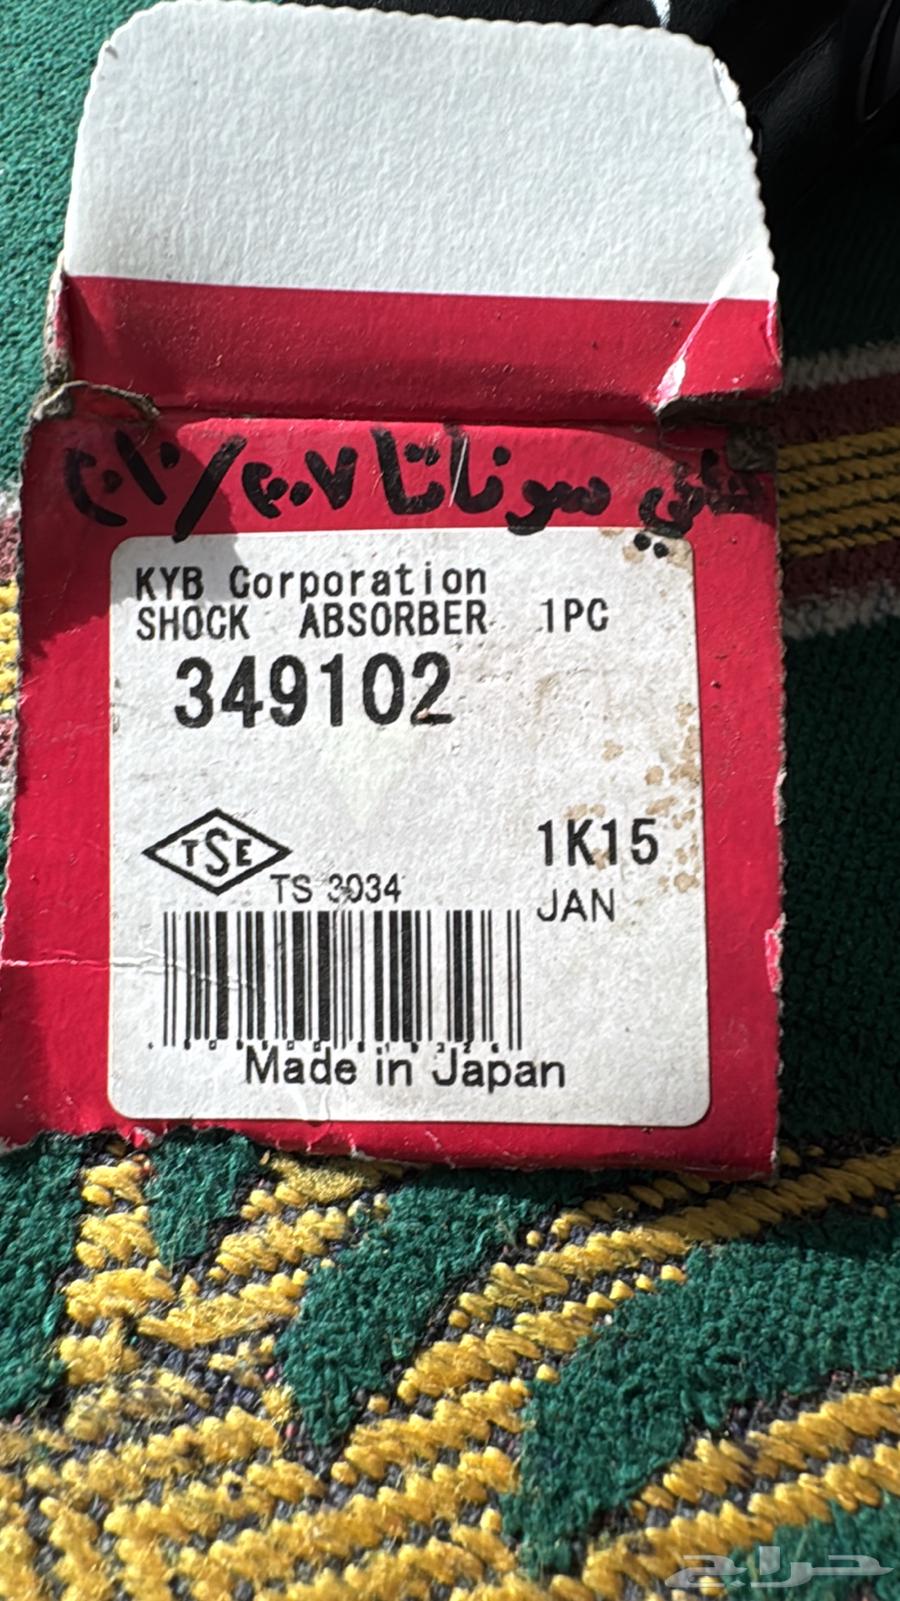 خلفي سوناتا ٢٠٠٧/٢٠١٠
KYB Corporation
SHOCK ABSORBER 1PC
349102
TSE
TS 3034
1K15
JAN
Made in Japan
حراج